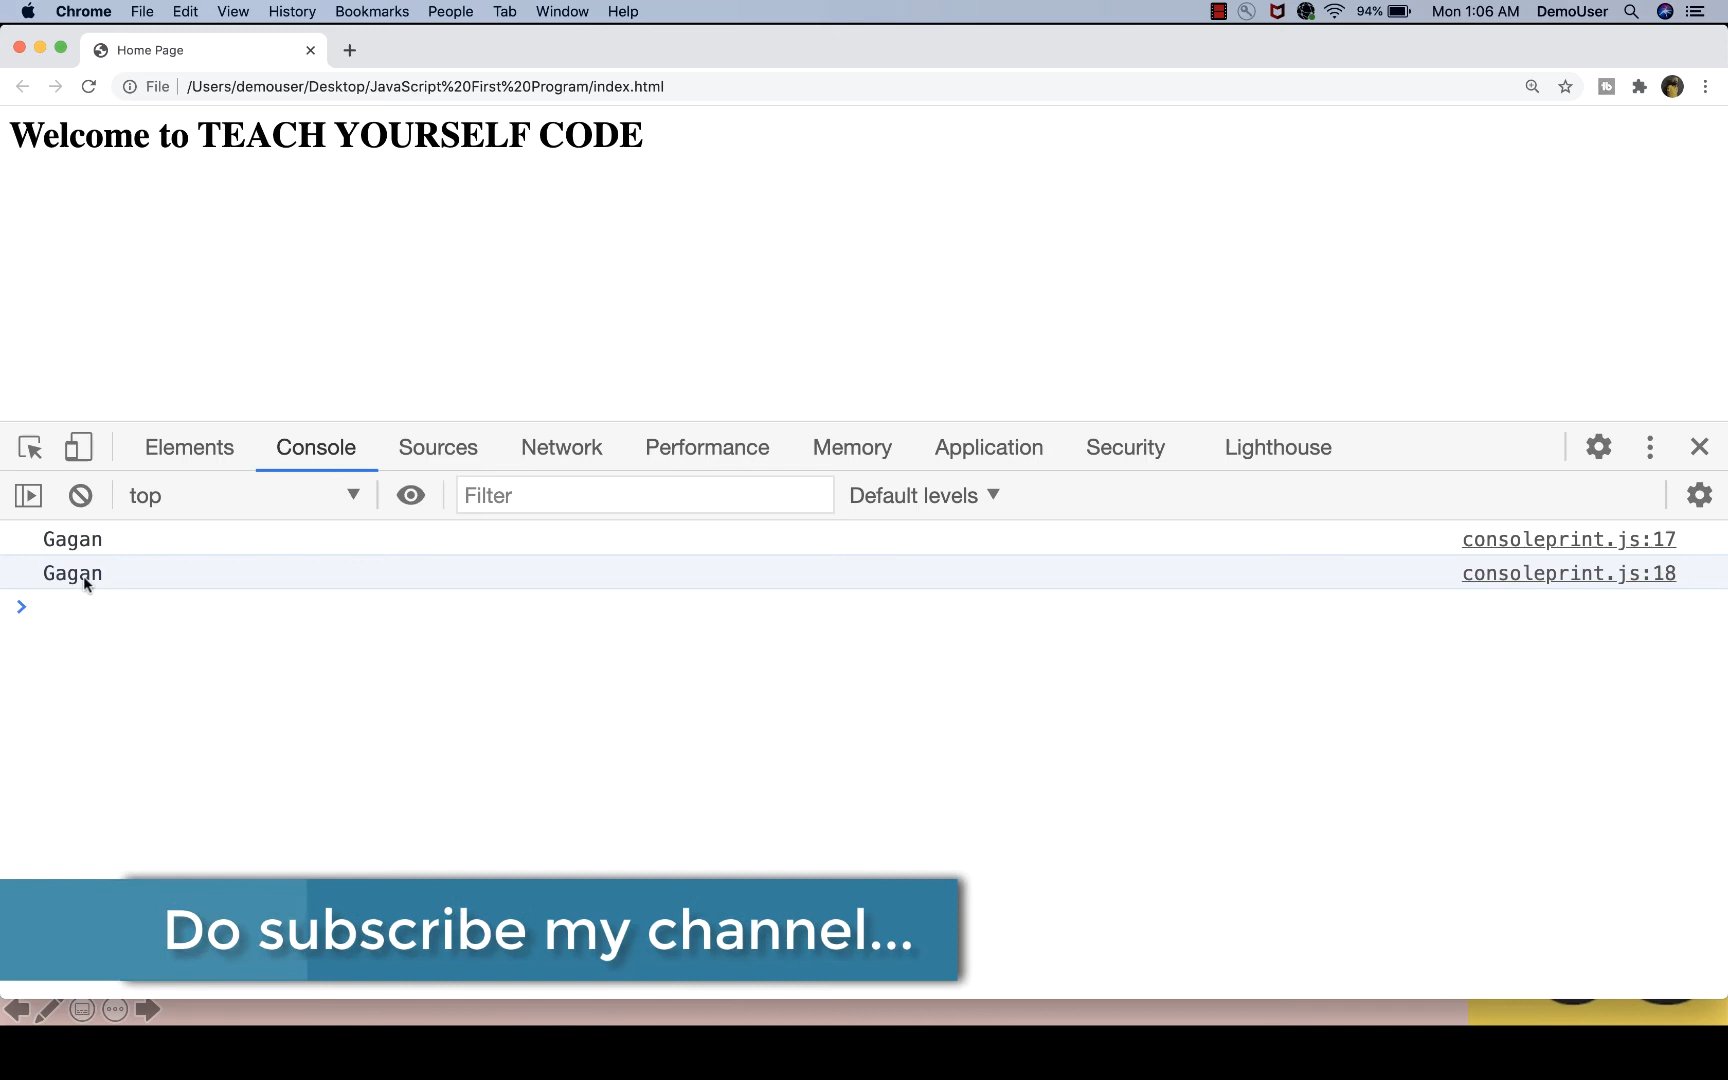 Chrome File Edit View History Bookmarks People Tab Window Help 94% Mon 1:06 AM DemoUser
Home Page
File /Users/demouser/Desktop/JavaScript%20First%20Program/index.html
Welcome to TEACH YOURSELF CODE
Elements Console Sources Network Performance Memory Application Security Lighthouse
top Filter Default levels
Gagan consoleprint.js:17
Gagan consoleprint.js:18
Do subscribe my channel...